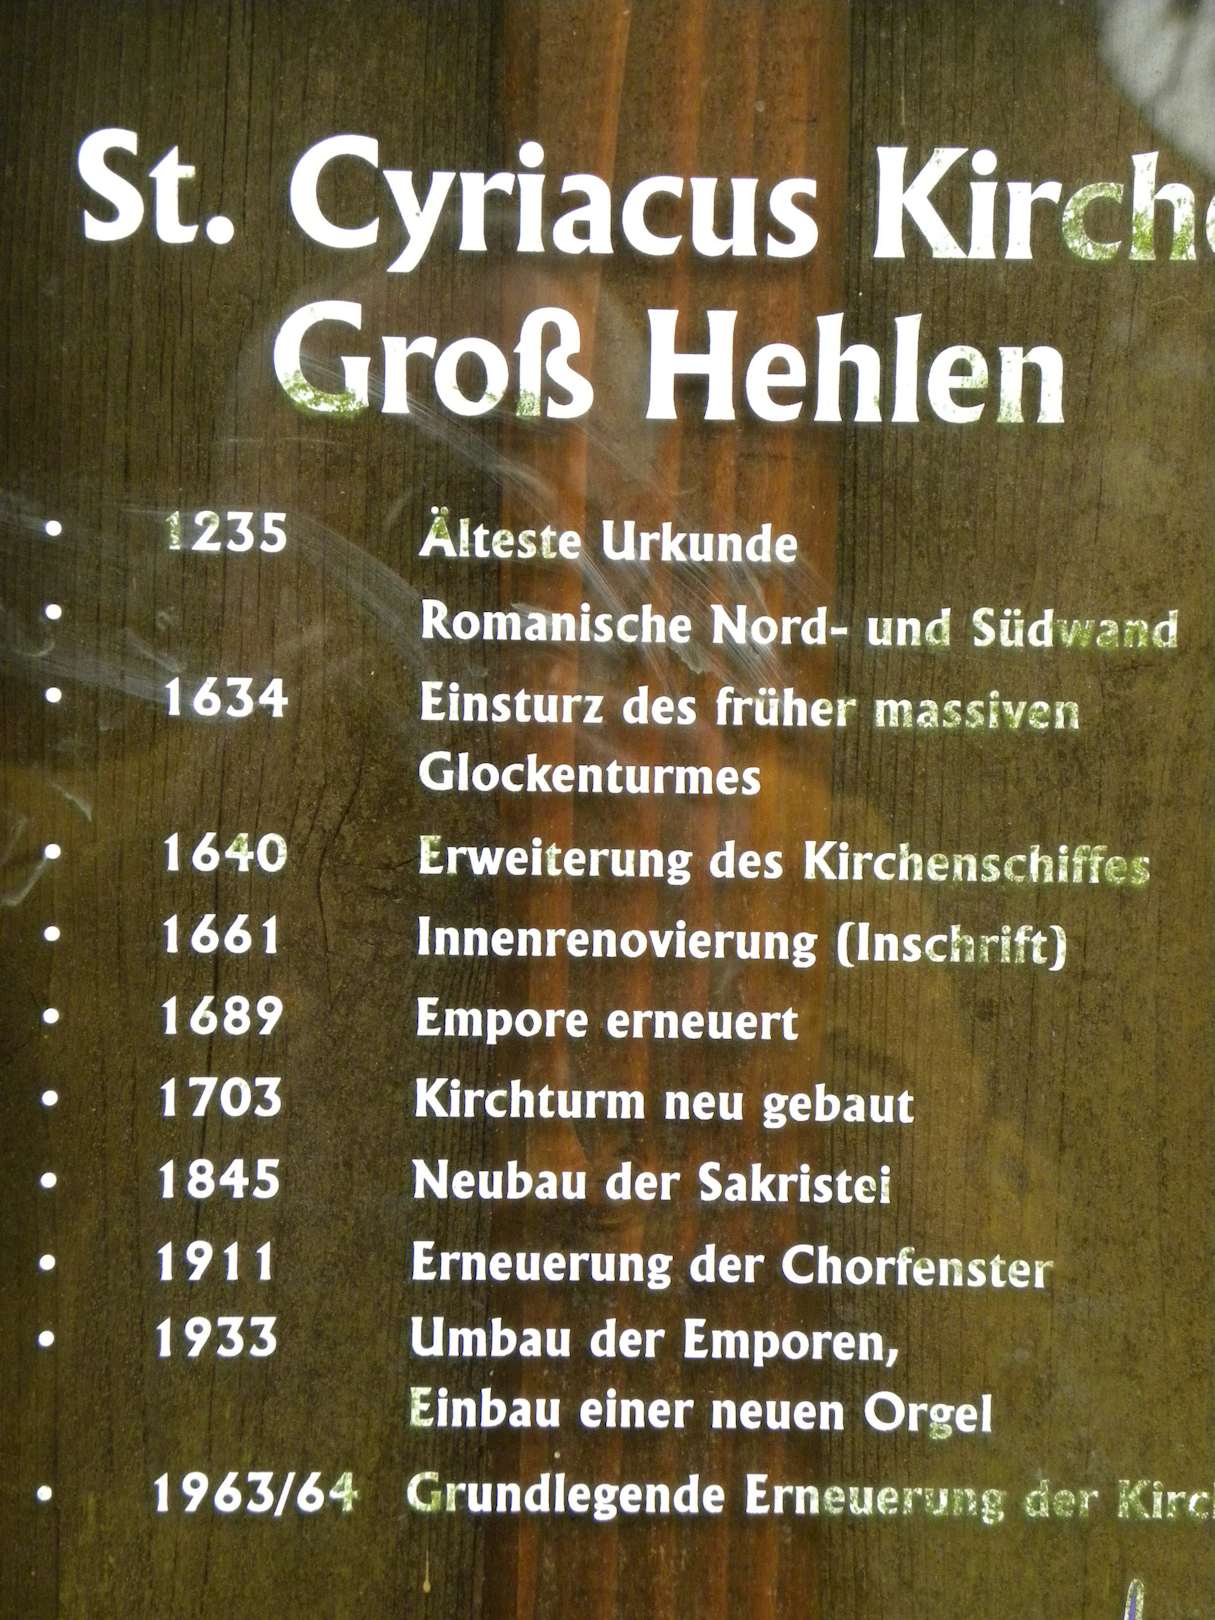 St. Cyriacus Kirche
Groß Hehlen
• 1235 Älteste Urkunde
• Romanische Nord- und Südwand
• 1634 Einsturz des früher massiven
Glockenturmes
• 1640 Erweiterung des Kirchenschiffes
• 1661 Innenrenovierung (Inschrift)
• 1689 Empore erneuert
• 1703 Kirchturm neu gebaut
• 1845 Neubau der Sakristei
• 1911 Erneuerung der Chorfenster
• 1933 Umbau der Emporen,
Einbau einer neuen Orgel
• 1963/64 Grundlegende Erneuerung der Kirch